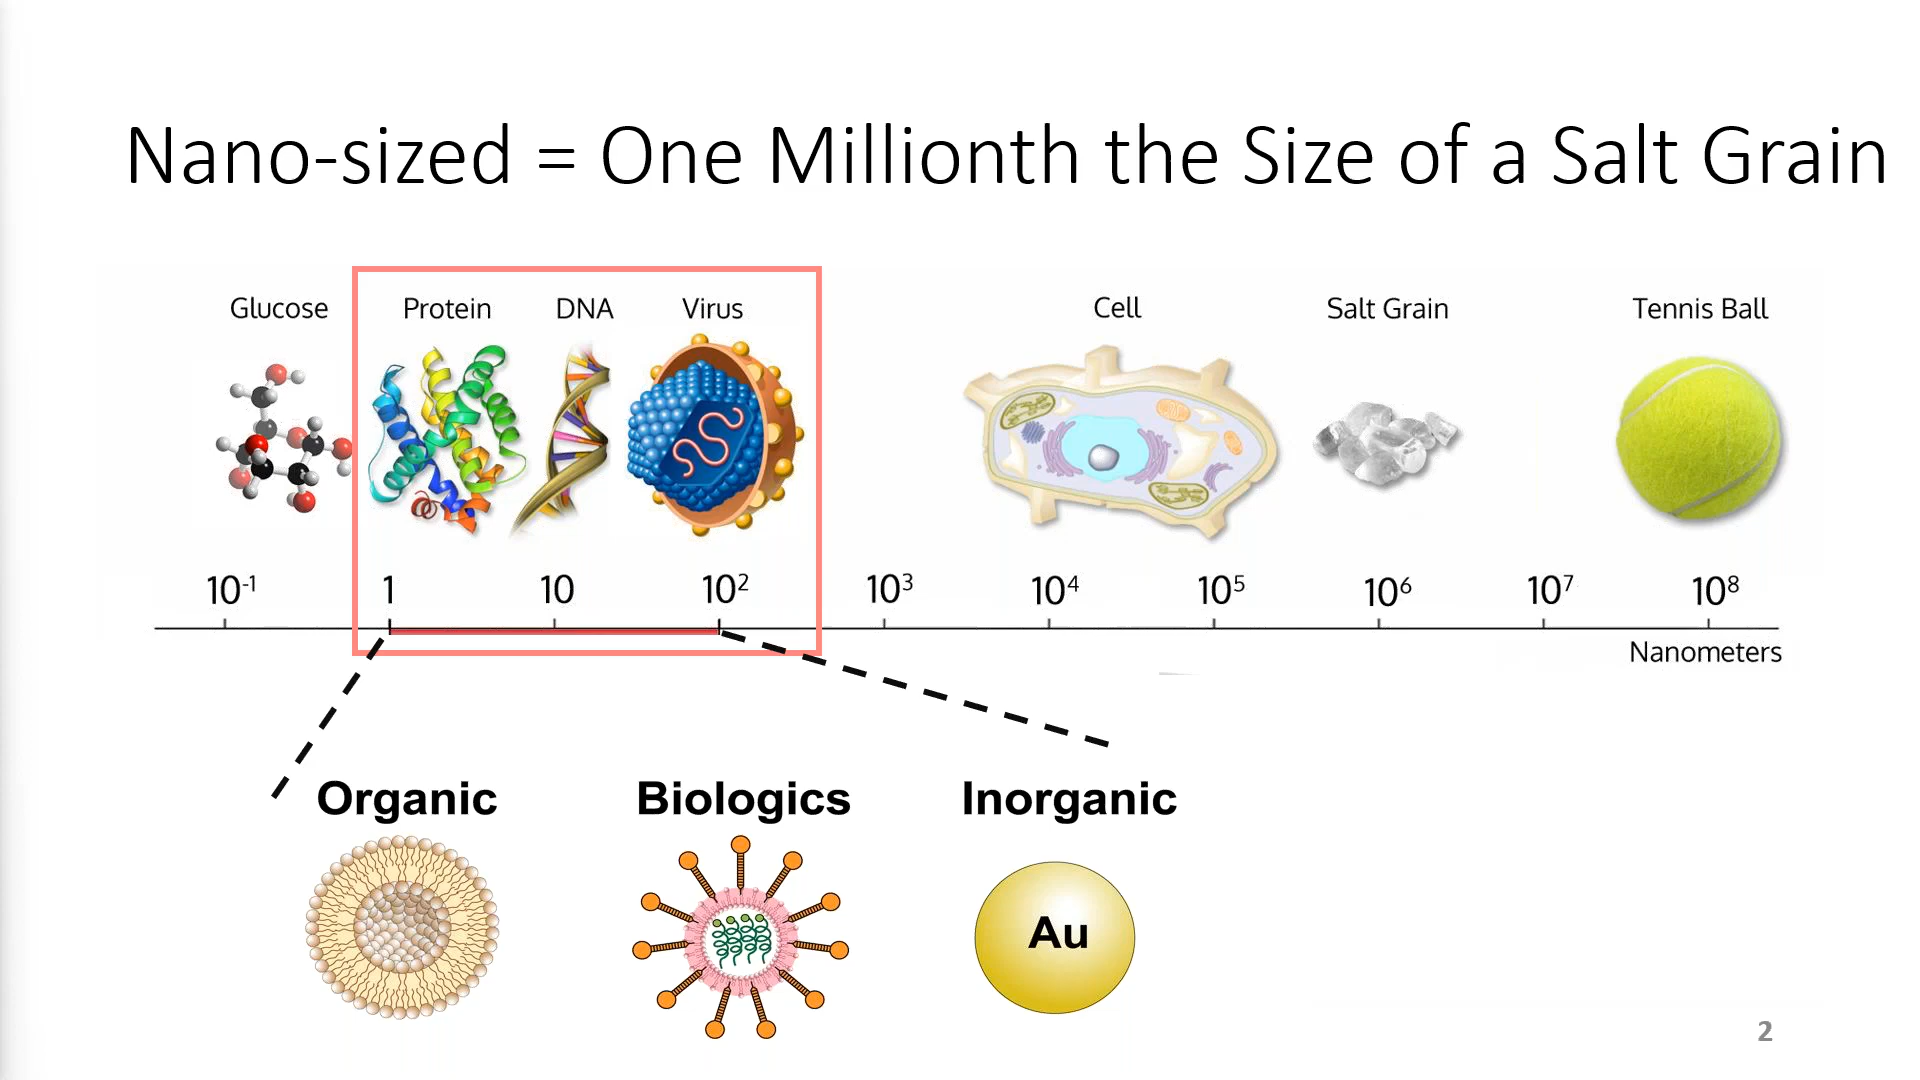 Nano-sized = One Millionth the Size of a Salt Grain
Glucose Protein DNA Virus Cell Salt Grain Tennis Ball
10⁻¹ 1 10 10² 10³ 10⁴ 10⁵ 10⁶ 10⁷ 10⁸
Nanometers
Organic Biologics Inorganic
Au
2